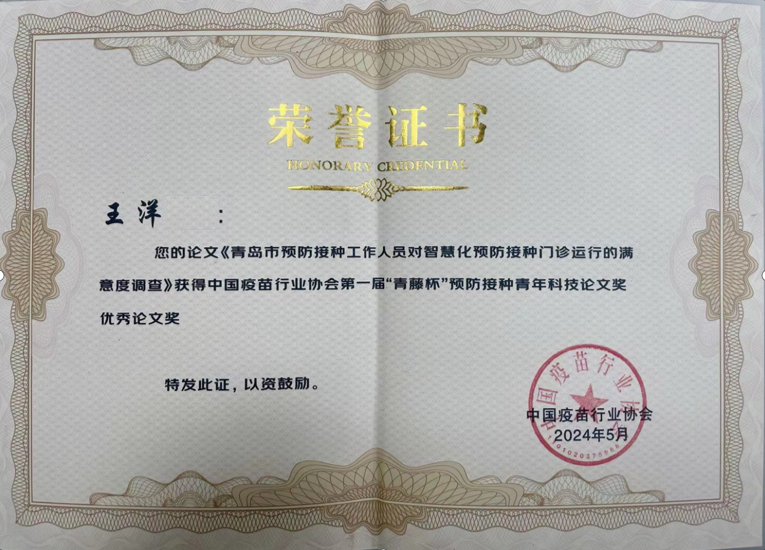 荣誉证书
HONORARY CREDENTIAL
王洋 :
您的论文《青岛市预防接种工作人员对智慧化预防接种门诊运行的满
意度调查》获得中国疫苗行业协会第一届“青藤杯”预防接种青年科技论文奖
优秀论文奖
特发此证，以资鼓励。
中国疫苗行业协会
中国疫苗行业协会
2024年5月